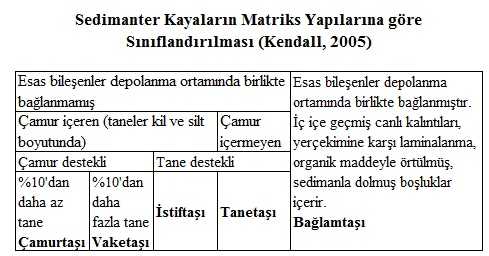 Sedimanter Kayaların Matriks Yapılarına göre
Sınıflandırılması (Kendall, 2005)
Esas bileşenler depolanma ortamında birlikte
bağlanmamış
Çamur içeren (taneler kil ve silt
boyutunda)
Çamur
içermeyen
Çamur destekli
Tane destekli
%10'dan
daha az
tane
Çamurtaşı
%10'dan
daha
fazla tane
Vaketaşı
İstiftaşı
Tanetaşı
Esas bileşenler depolanma
ortamında birlikte bağlanmıştır.
İç içe geçmiş canlı kalıntıları,
yerçekimine karşı laminalanma,
organik maddeyle örtülmüş,
sedimanla dolmuş boşluklar
içerir.
Bağlamtaşı